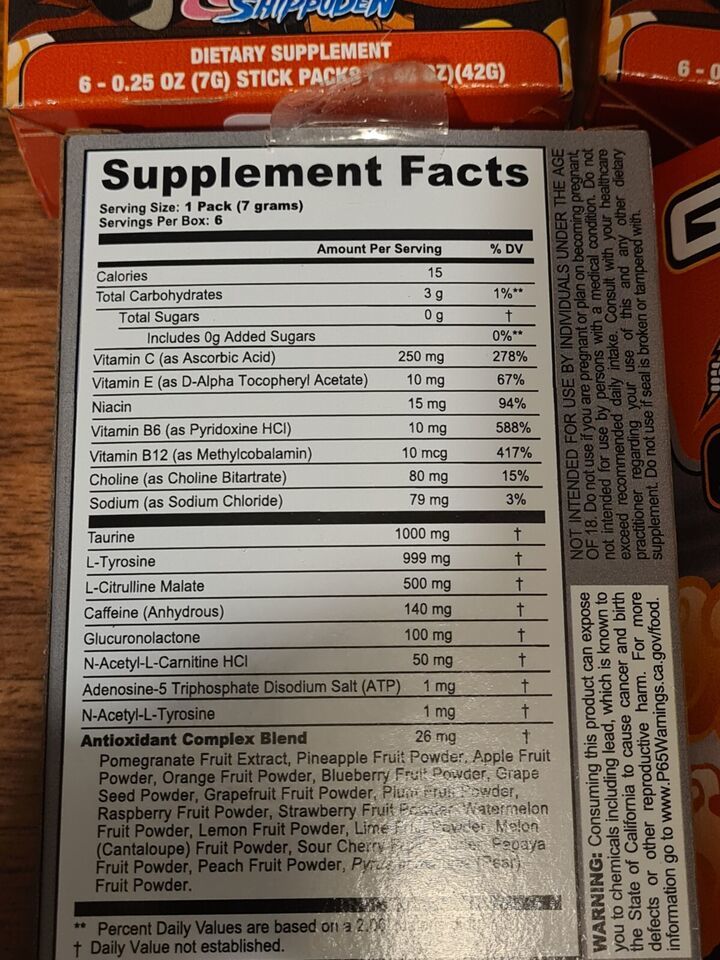 SHIPPUDEN
DIETARY SUPPLEMENT
6 - 0.25 OZ (7G) STICK PACKS OZ)(42G)
6 - 0
G
Supplement Facts
Serving Size: 1 Pack (7 grams)
Servings Per Box: 6
Amount Per Serving % DV
Calories 15
Total Carbohydrates 3 g 1%**
Total Sugars 0 g †
Includes 0g Added Sugars 0%**
Vitamin C (as Ascorbic Acid) 250 mg 278%
Vitamin E (as D-Alpha Tocopheryl Acetate) 10 mg 67%
Niacin 15 mg 94%
Vitamin B6 (as Pyridoxine HCl) 10 mg 588%
Vitamin B12 (as Methylcobalamin) 10 mcg 417%
Choline (as Choline Bitartrate) 80 mg 15%
Sodium (as Sodium Chloride) 79 mg 3%
Taurine 1000 mg †
L-Tyrosine 999 mg †
L-Citrulline Malate 500 mg †
Caffeine (Anhydrous) 140 mg †
Glucuronolactone 100 mg †
N-Acetyl-L-Carnitine HCl 50 mg †
Adenosine-5 Triphosphate Disodium Salt (ATP) 1 mg †
N-Acetyl-L-Tyrosine 1 mg †
Antioxidant Complex Blend 26 mg †
Pomegranate Fruit Extract, Pineapple Fruit Powder, Apple Fruit
Powder, Orange Fruit Powder, Blueberry Fruit Powder, Grape
Seed Powder, Grapefruit Fruit Powder, Plum Fruit Powder,
Raspberry Fruit Powder, Strawberry Fruit Powder, Watermelon
Fruit Powder, Lemon Fruit Powder, Lime Fruit Powder, Melon
(Cantaloupe) Fruit Powder, Sour Cherry Papaya
Fruit Powder, Peach Fruit Powder, (Pear)
Fruit Powder.
** Percent Daily Values are based on a
† Daily Value not established.
NOT INTENDED FOR USE BY INDIVIDUALS UNDER THE AGE
OF 18. Do not use if you are pregnant or plan on becoming pregnant,
not intended for use by persons with a medical condition. Do not
exceed recommended daily intake. Consult with your healthcare
practitioner regarding your use of this and any other dietary
supplement. Do not use if seal is broken or tampered with.
WARNING: Consuming this product can expose
you to chemicals including lead, which is known to
the State of California to cause cancer and birth
defects or other reproductive harm. For more
information go to www.P65Warnings.ca.gov/food.